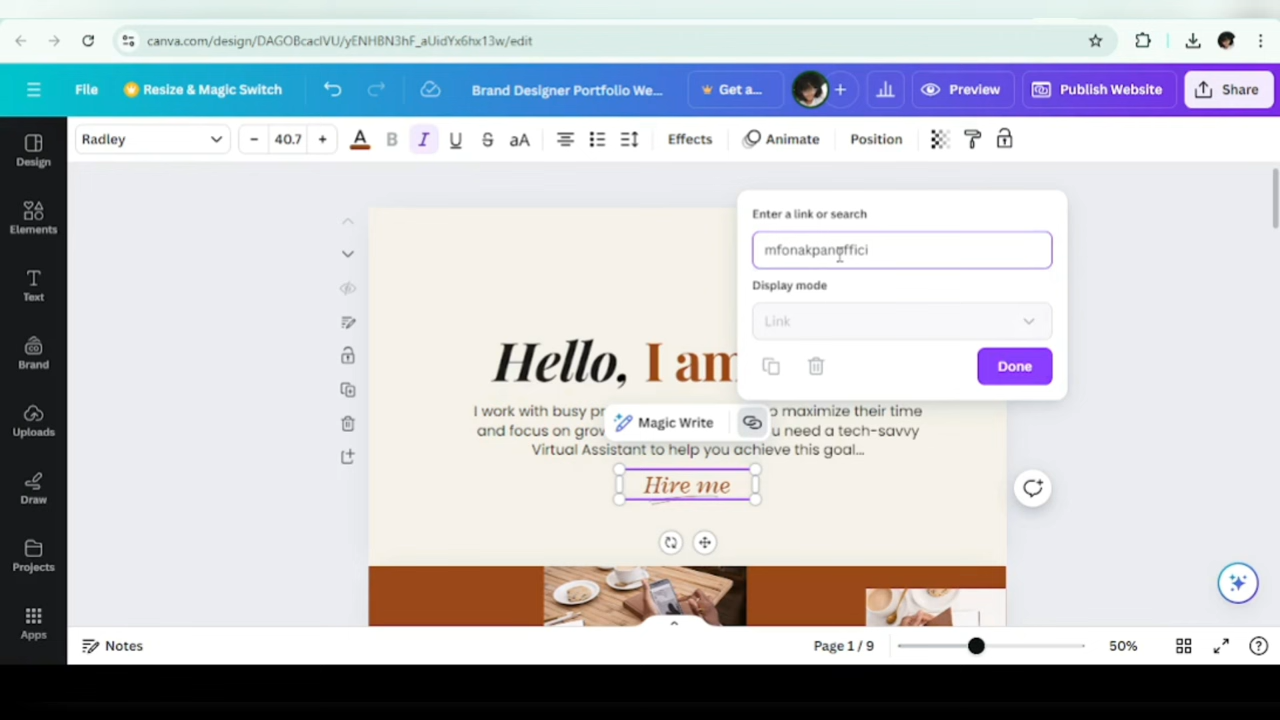 canva.com/design/DAGOBcacIVU/yENHBN3hF_aUidYx6hx13w/edit
File
Resize & Magic Switch
Brand Designer Portfolio We...
Get a...
Preview
Publish Website
Share
Radley
– 40.7 +
A B I U S aA
Effects
Animate
Position
Design
Elements
Text
Brand
Uploads
Draw
Projects
Apps
Enter a link or search
mfonakpanoffici
Display mode
Link
Done
Hello, I am
I work with busy pr o maximize their time
and focus on grow u need a tech-savvy
Virtual Assistant to help you achieve this goal...
Magic Write
Hire me
Notes
Page 1 / 9
50%